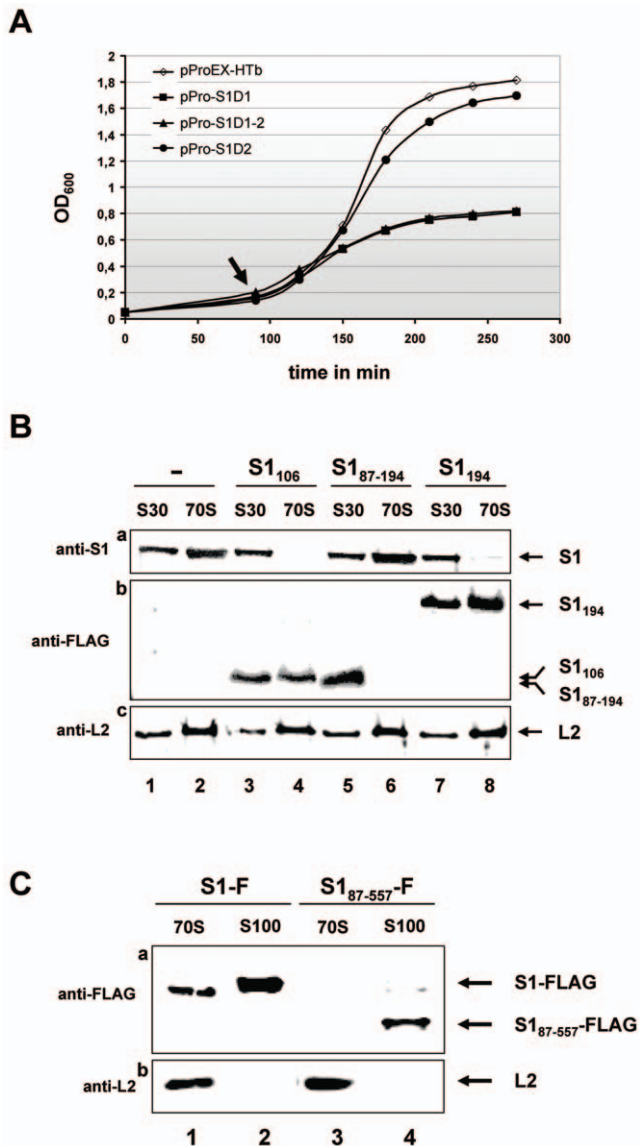 A
pProEX-HTb
pPro-S1D1
pPro-S1D1-2
pPro-S1D2
OD600
2
1,8
1,6
1,4
1,2
1
0,8
0,6
0,4
0,2
0
0 50 100 150 200 250 300
time in min
B
– S1106 S187-194 S1194
S30 70S S30 70S S30 70S S30 70S
anti-S1 a S1
b S1194
anti-FLAG
S1106
S187-194
anti-L2 c L2
1 2 3 4 5 6 7 8
C
S1-F S187-557-F
70S S100 70S S100
a
anti-FLAG S1-FLAG
S187-557-FLAG
b
anti-L2 L2
1 2 3 4